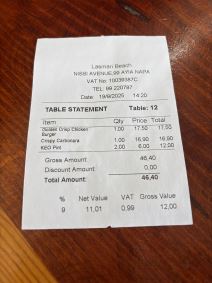 Lasman Beach
NISSI AVENUE,99 AYIA NAPA
VAT No: 10039387C
TEL: 99 220787
Date: 19/8/2025 14:20
TABLE STATEMENT Table: 12
Item Qty Price Total
Golden Crisp Chicken 1.00 17,50 17,50
Burger
Crispy Carbonara 1.00 16,90 16,90
KEO Pint 2.00 6,00 12,00
Gross Amount: 46,40
Discount Amount: 0,00
Total Amount: 46,40
% Net Value VAT Gross Value
9 11,01 0,99 12,00